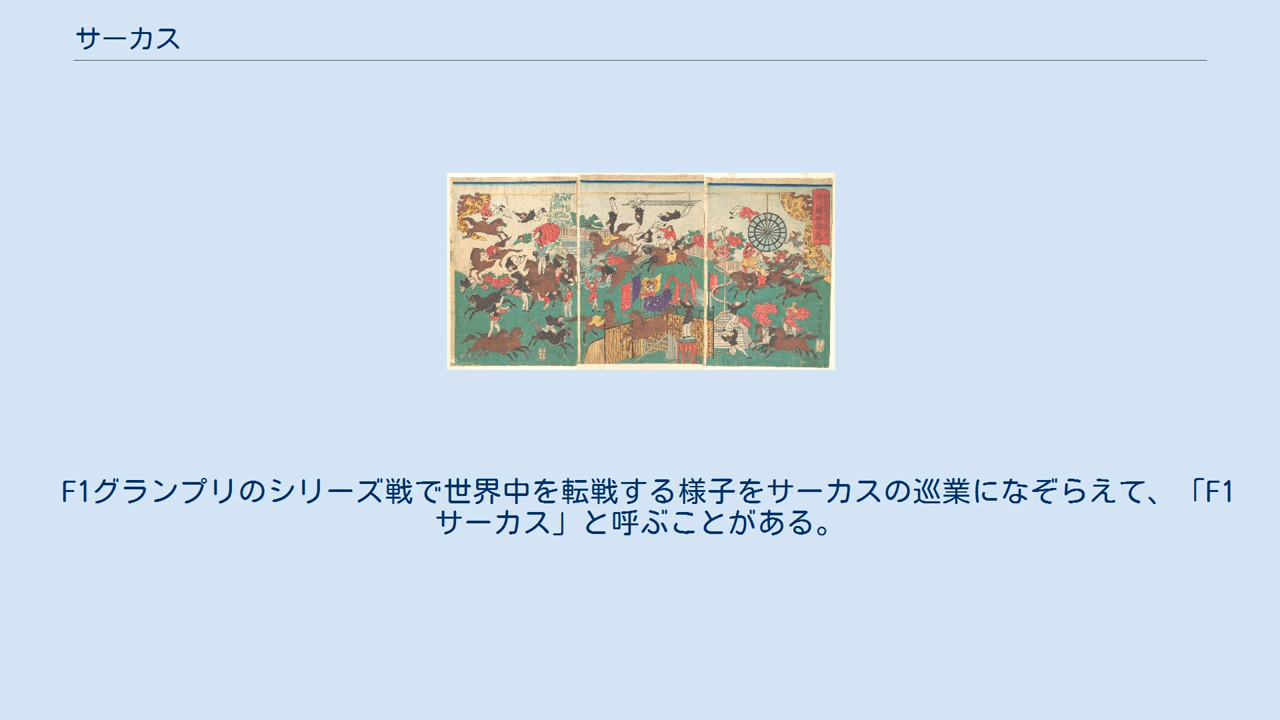 サーカス
F1グランプリのシリーズ戦で世界中を転戦する様子をサーカスの巡業になぞらえて、「F1
サーカス」と呼ぶことがある。